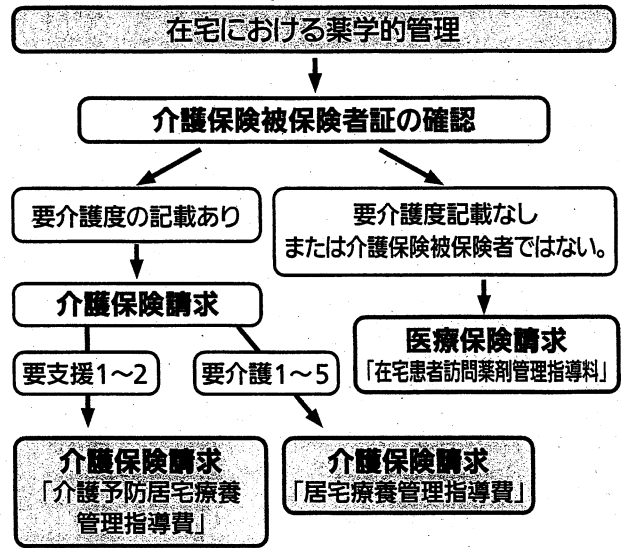 在宅における薬学的管理
介護保険被保険者証の確認
要介護度の記載あり
要介護度記載なし
または介護保険被保険者ではない。
介護保険請求
医療保険請求
「在宅患者訪問薬剤管理指導料」
要支援1〜2
要介護1〜5
介護保険請求
「介護予防居宅療養
管理指導費」
介護保険請求
「居宅療養管理指導費」